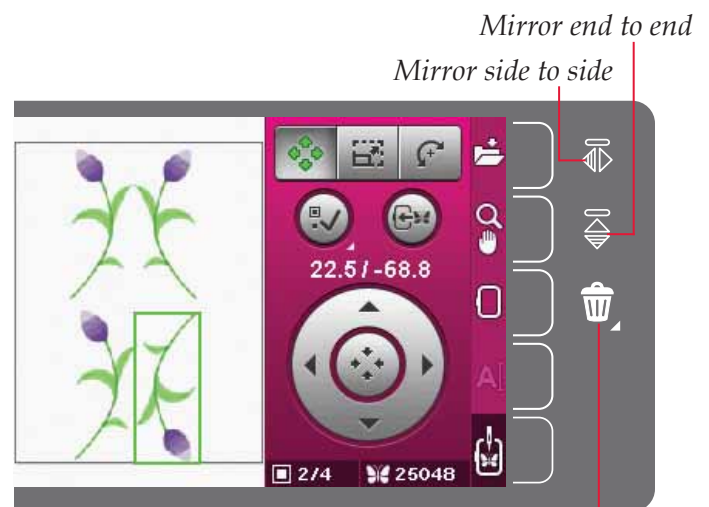 Mirror end to end
Mirror side to side
22.5/-68.8
A
2/4
25048